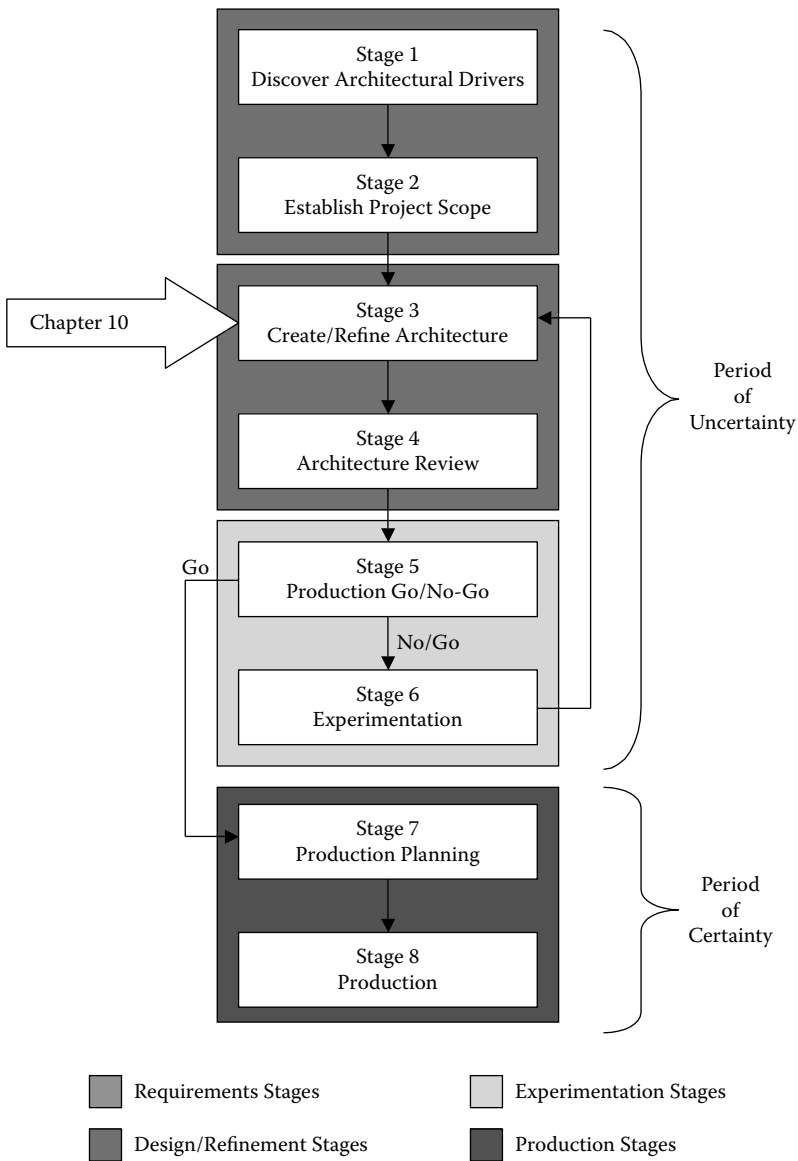 Stage 1
Discover Architectural Drivers
Stage 2
Establish Project Scope
Chapter 10
Stage 3
Create/Refine Architecture
Period
of
Uncertainty
Stage 4
Architecture Review
Go
Stage 5
Production Go/No-Go
No/Go
Stage 6
Experimentation
Stage 7
Production Planning
Period
of
Certainty
Stage 8
Production
Requirements Stages
Experimentation Stages
Design/Refinement Stages
Production Stages